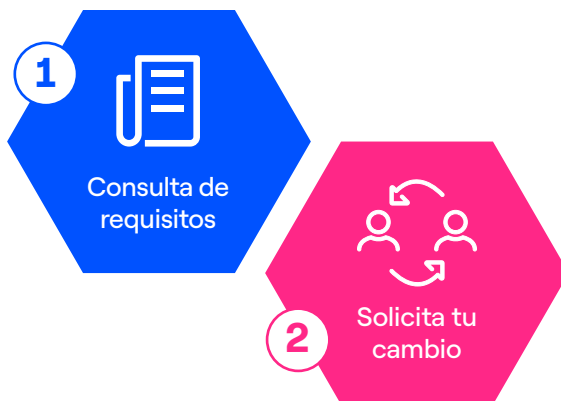 1
Consulta de
requisitos
Solicita tu
cambio
2